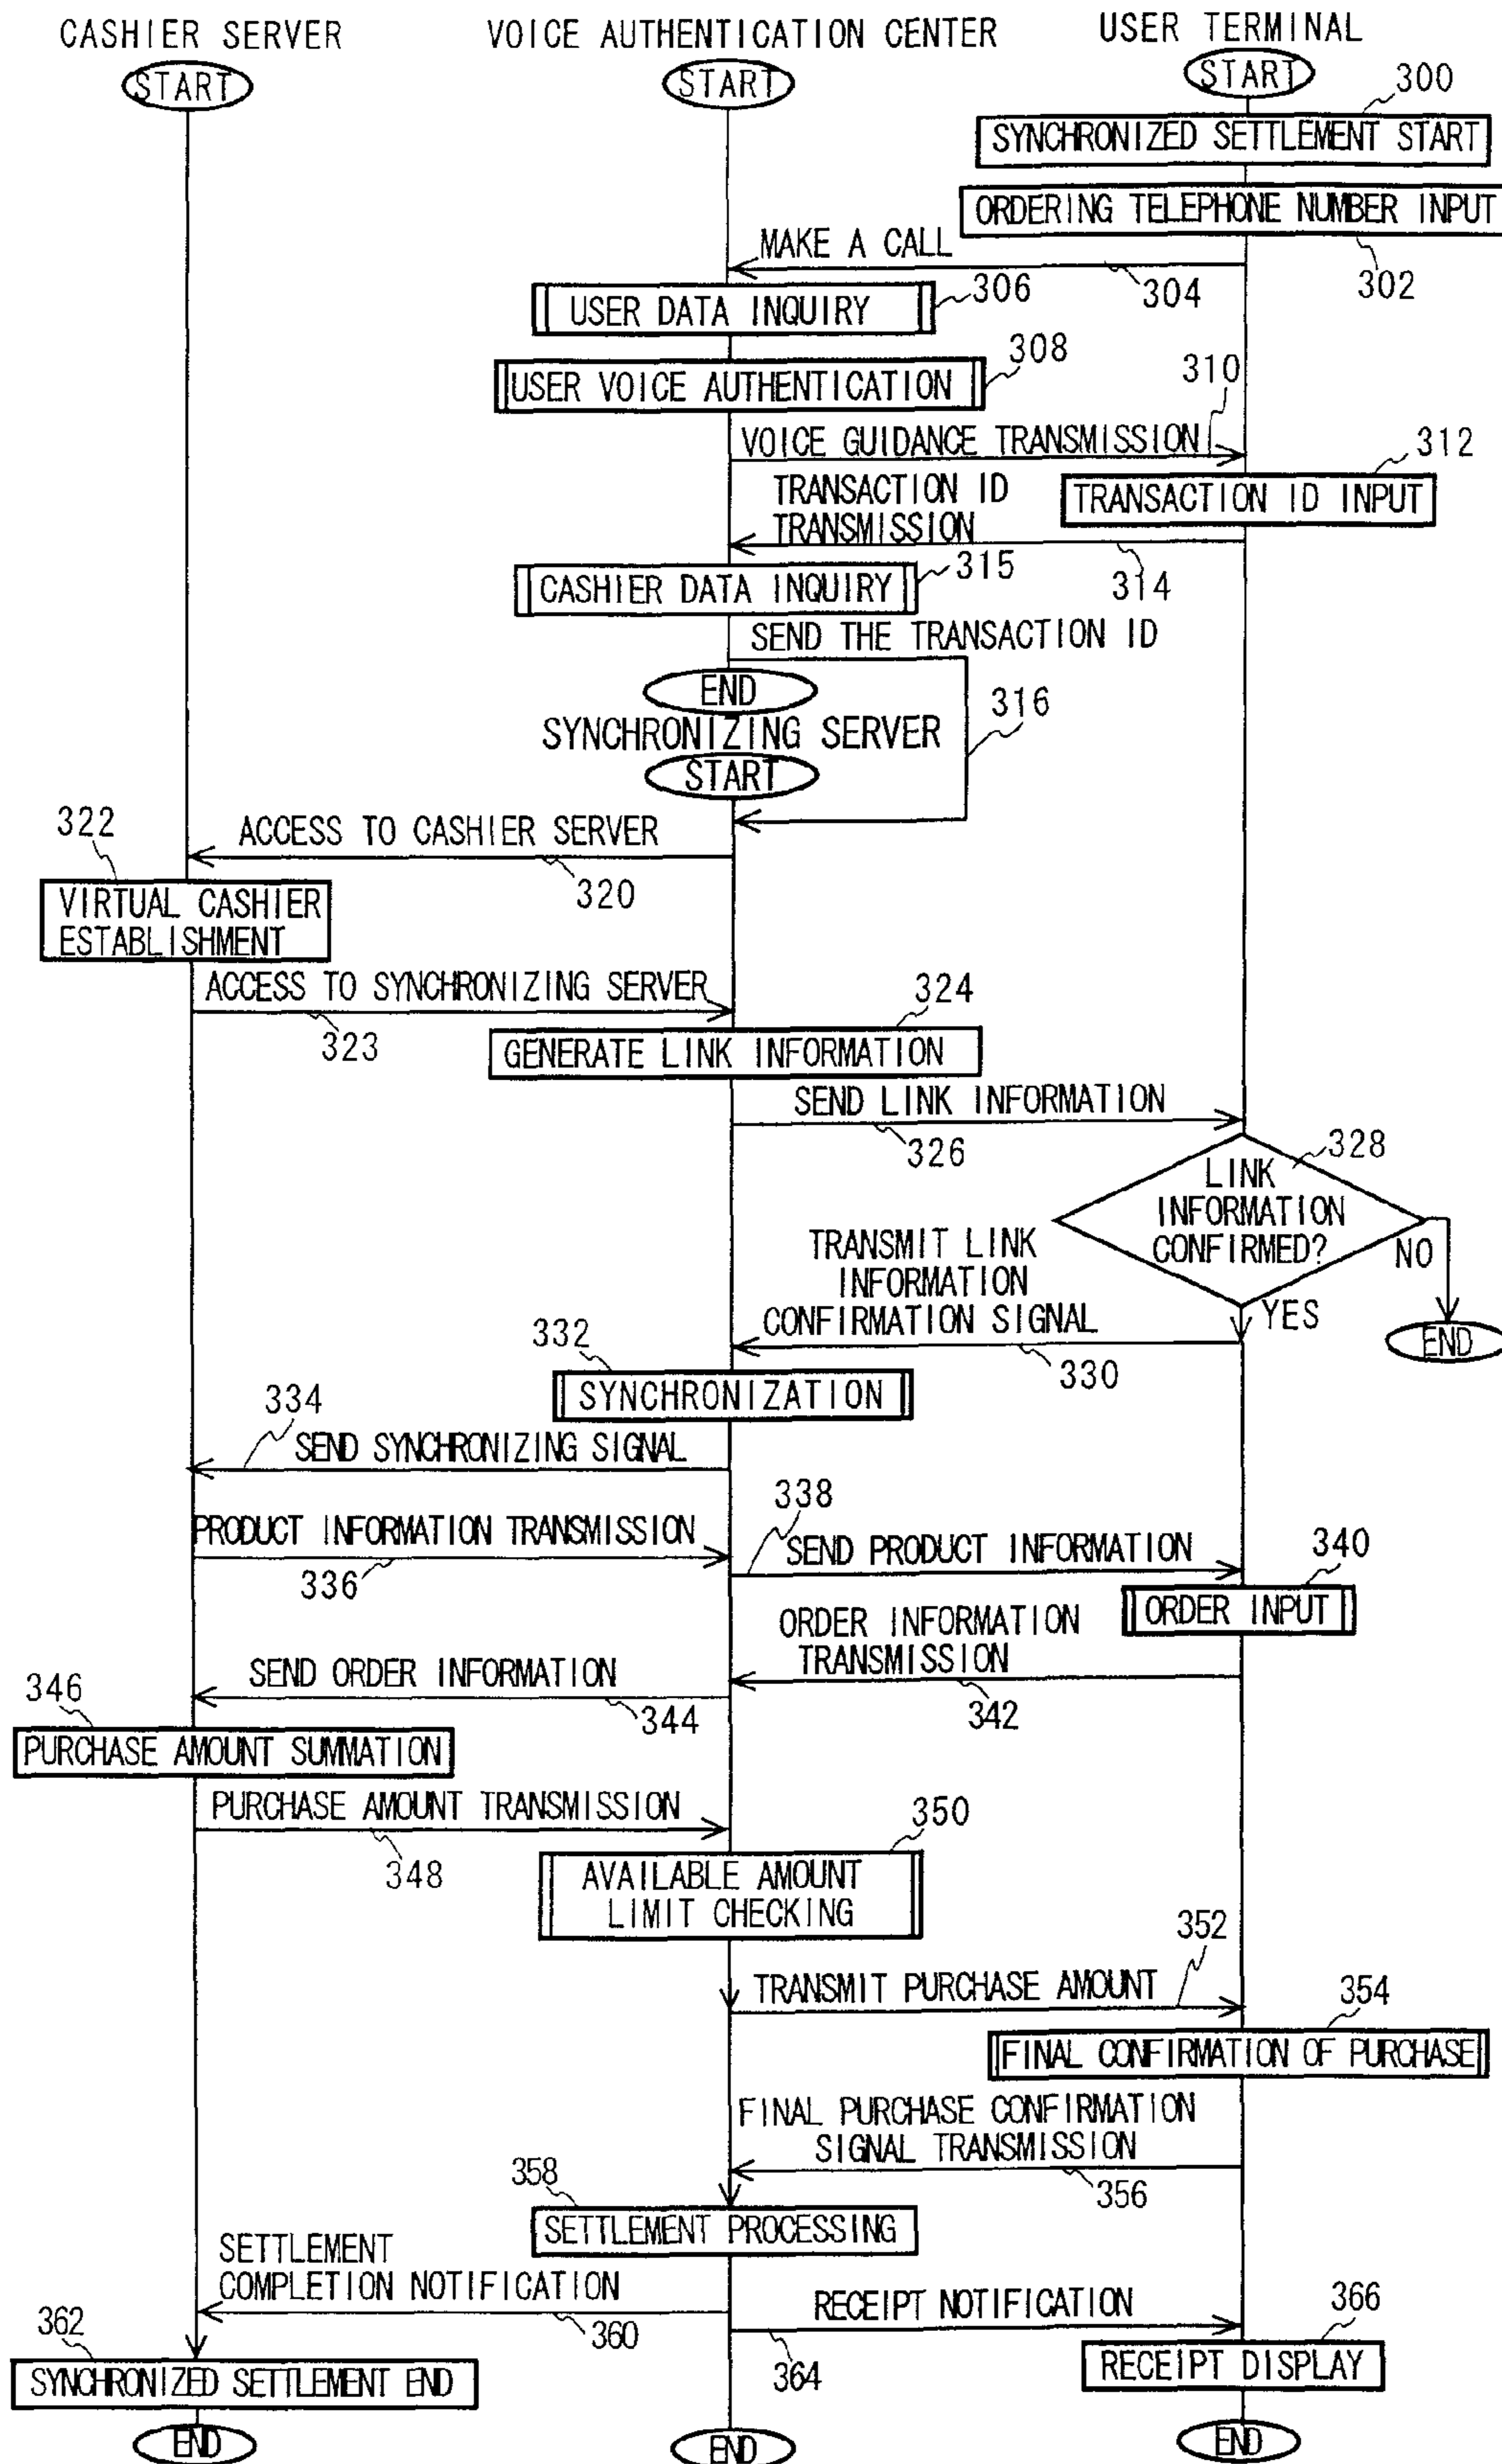 CASHIER SERVER
VOICE AUTHENTICATION CENTER
USER TERMINAL
START
START
START
300
SYNCHRONIZED SETTLEMENT START
ORDERING TELEPHONE NUMBER INPUT
302
MAKE A CALL
304
USER DATA INQUIRY
306
USER VOICE AUTHENTICATION
308
310
VOICE GUIDANCE TRANSMISSION
312
TRANSACTION ID INPUT
TRANSACTION ID
TRANSMISSION
314
CASHIER DATA INQUIRY
315
SEND THE TRANSACTION ID
END
316
SYNCHRONIZING SERVER
START
ACCESS TO CASHIER SERVER
320
322
VIRTUAL CASHIER
ESTABLISHMENT
ACCESS TO SYNCHRONIZING SERVER
323
324
GENERATE LINK INFORMATION
SEND LINK INFORMATION
326
328
LINK
INFORMATION
CONFIRMED?
NO
YES
END
TRANSMIT LINK
INFORMATION
CONFIRMATION SIGNAL
330
332
SYNCHRONIZATION
334
SEND SYNCHRONIZING SIGNAL
PRODUCT INFORMATION TRANSMISSION
336
338
SEND PRODUCT INFORMATION
340
ORDER INPUT
ORDER INFORMATION
TRANSMISSION
342
SEND ORDER INFORMATION
344
346
PURCHASE AMOUNT SUMMATION
PURCHASE AMOUNT TRANSMISSION
348
350
AVAILABLE AMOUNT
LIMIT CHECKING
352
TRANSMIT PURCHASE AMOUNT
354
FINAL CONFIRMATION OF PURCHASE
FINAL PURCHASE CONFIRMATION
SIGNAL TRANSMISSION
356
358
SETTLEMENT PROCESSING
SETTLEMENT
COMPLETION NOTIFICATION
360
362
SYNCHRONIZED SETTLEMENT END
RECEIPT NOTIFICATION
364
366
RECEIPT DISPLAY
END
END
END